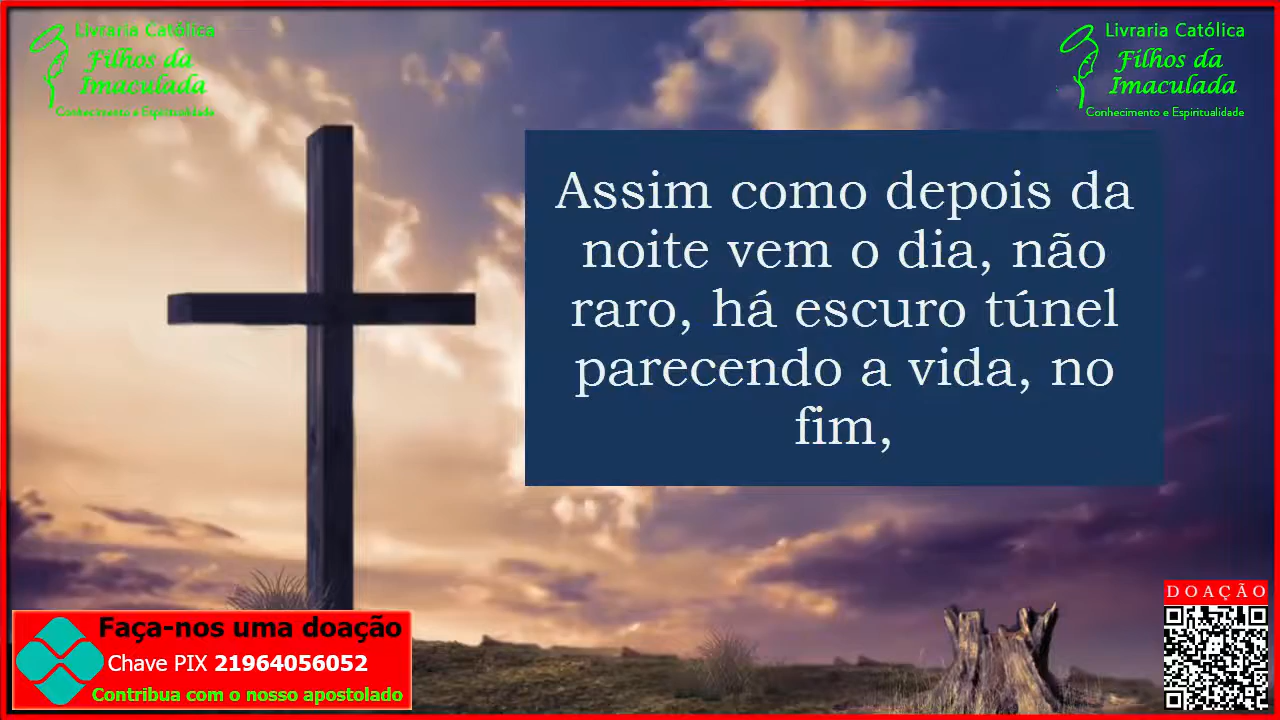 Livraria Católica
Filhos da
Imaculada
Conhecimento e Espiritualidade
Livraria Católica
Filhos da
Imaculada
Conhecimento e Espiritualidade
Assim como depois da
noite vem o dia, não
raro, há escuro túnel
parecendo a vida, no
fim,
DOAÇÃO
Faça-nos uma doação
Chave PIX 21964056052
Contribua com o nosso apostolado